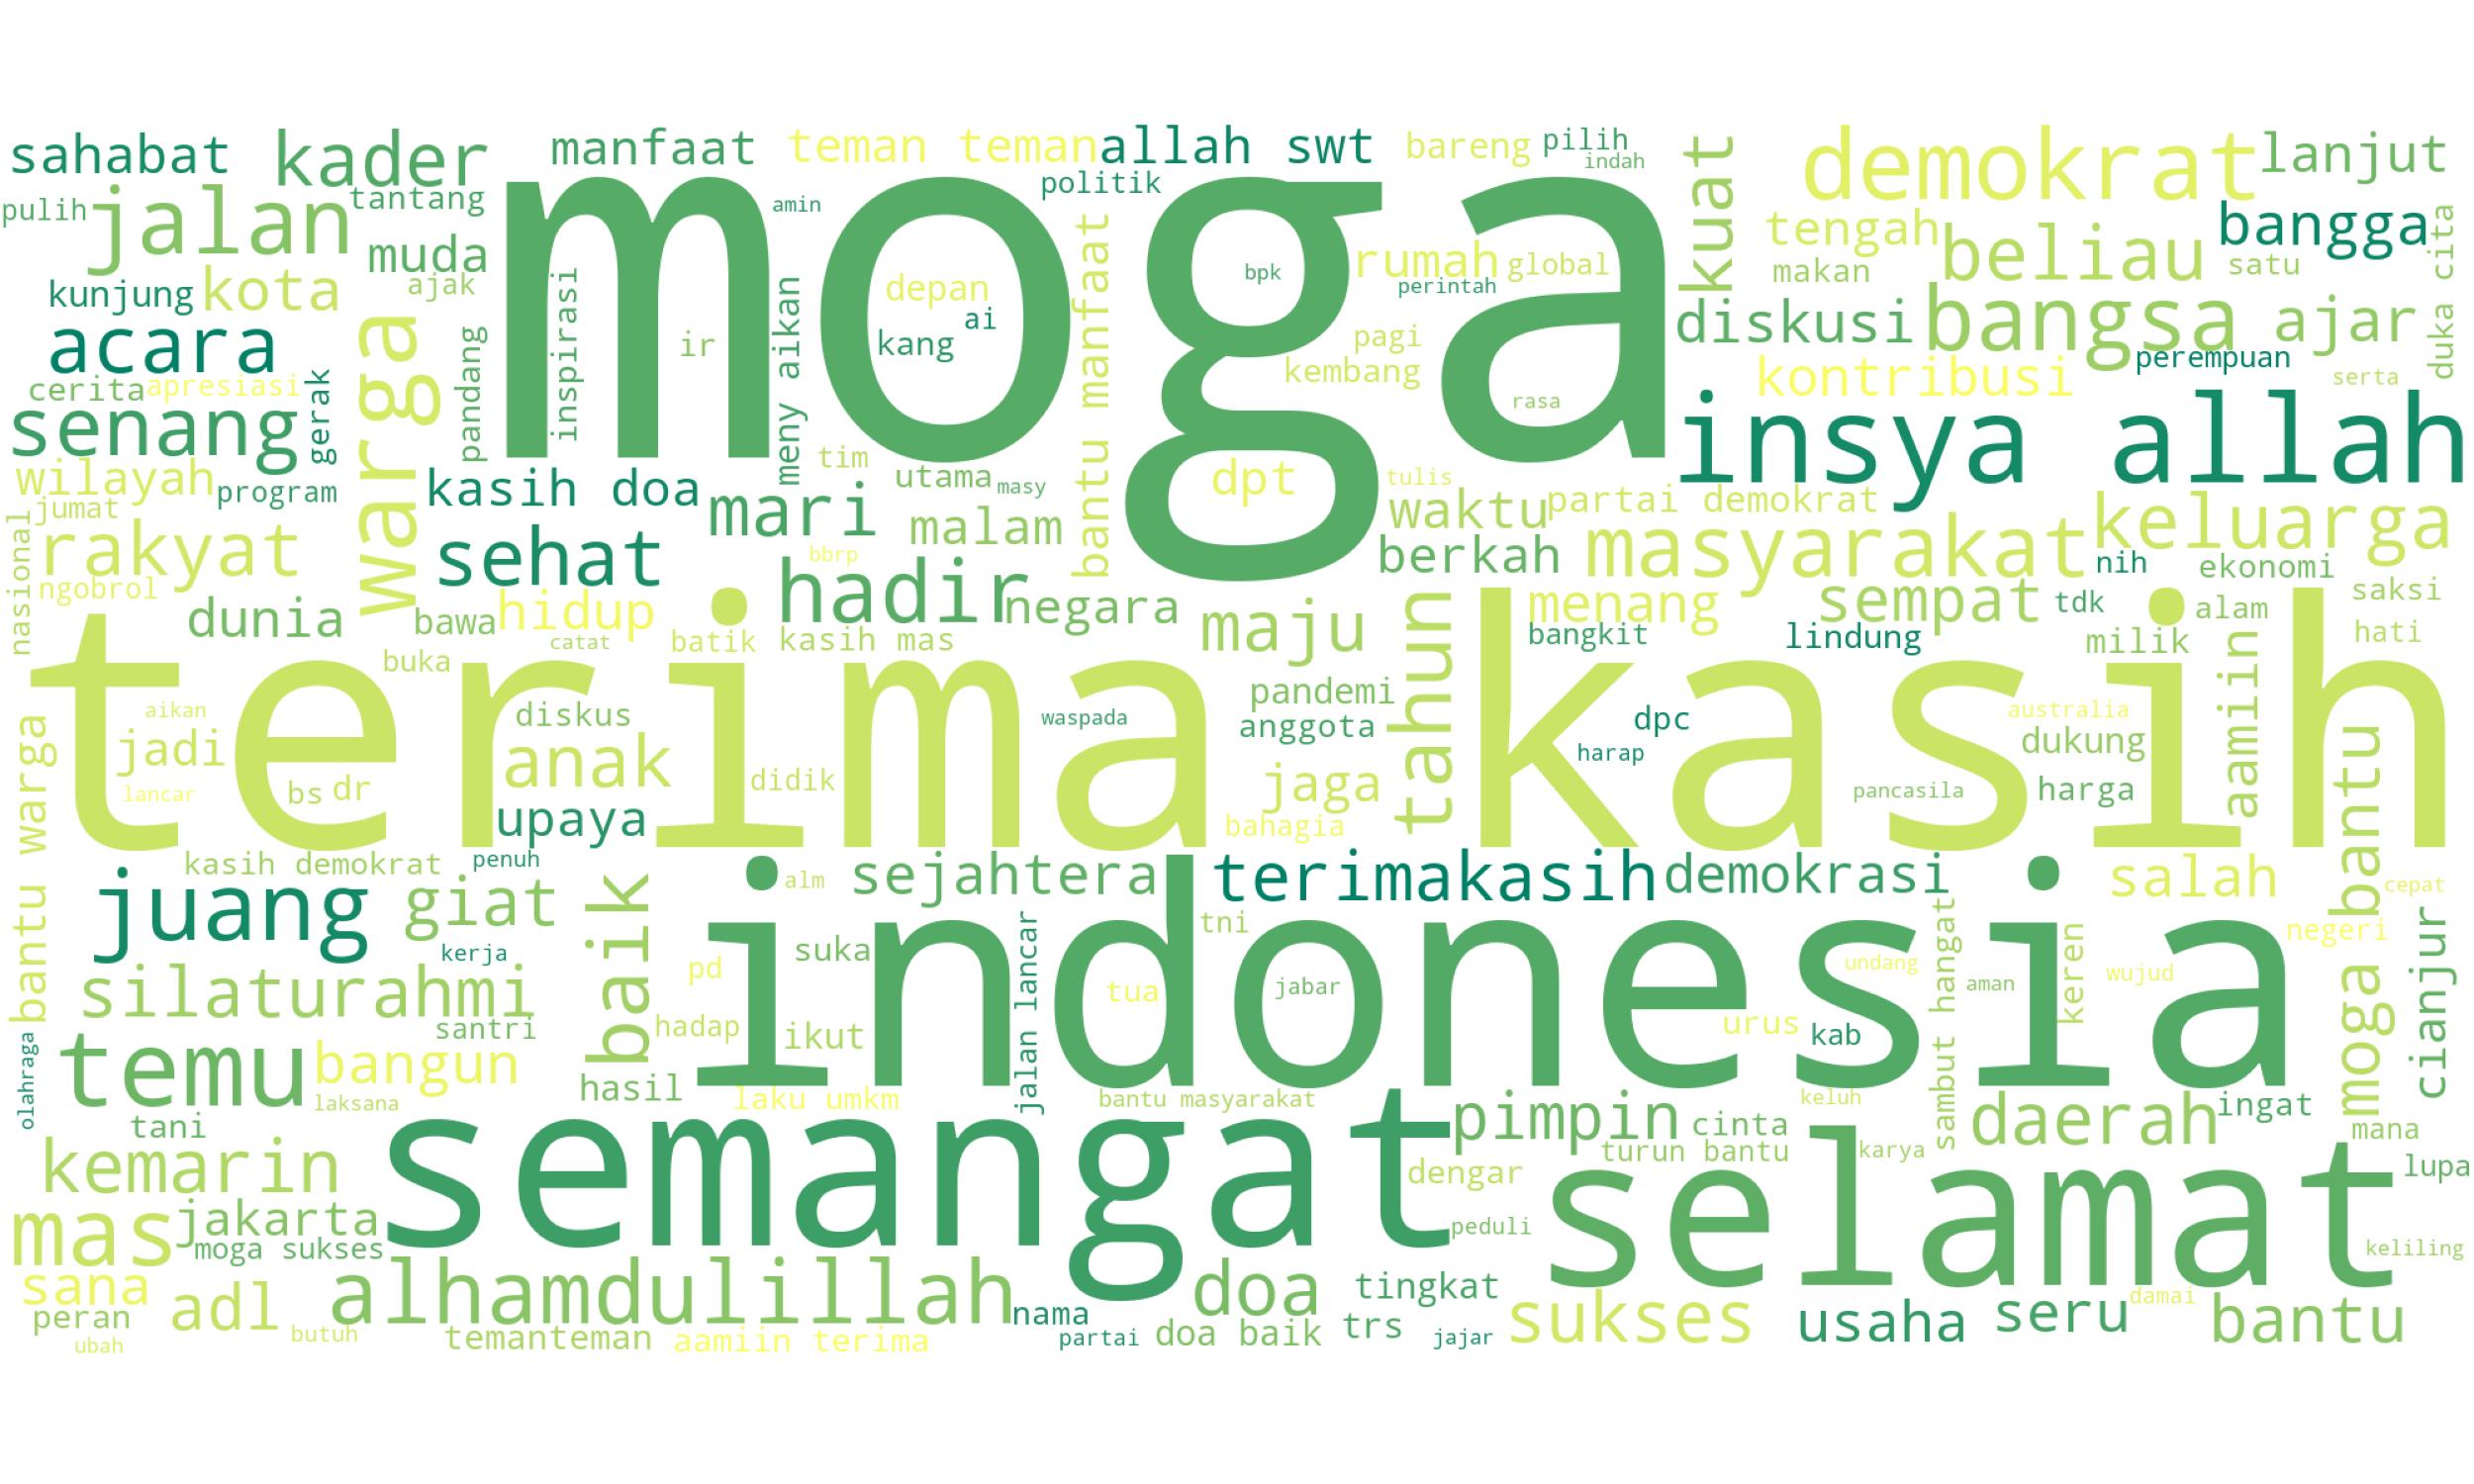 sahabat
kader
manfaat
teman teman
allah swt
bareng
pilih
indah
kuat
demokrat
lanjut
pulih
jalan
tantang
politik
amin
moga
tengah
beliau
bangga
duka cita
muda
kunjung
kota
ajak
inspirasi
depan
kang
ai
ir
meny aikan
bantu manfaat
bpk
rumah
global
perintah
makan
satu
acara
warga
pandang
pagi
kembang
rasa
diskusi
bangsa
ajar
cerita
apresiasi
gerak
kontribusi
perempuan
serta
senang
insya allah
wilayah
program
kasih doa
tim
utama
masy
dpt
tulis
jumat
mari
malam
waktu
partai demokrat
keluarga
nasional
rakyat
sehat
bbrp
berkah
masyarakat
nih
ekonomi
ngobrol
hadir
dunia
bawa
hidup
negara
maju
tahun
menang
sempat
tdk
alam
saksi
catat
batik
kasih mas
bangkit
lindung
milik
hati
buka
terima kasih
aikan
diskus
waspada
pandemi
anggota
dpc
harap
australia
dukung
aamiin
jadi
anak
didik
jaga
lancar
bs
dr
upaya
bahagia
pancasila
harga
moga bantu
bantu warga
kasih demokrat
penuh
alm
sejahtera
terimakasih
demokrasi
salah
cepat
juang
giat
baik
indonesia
kerja
suka
jalan lancar
tni
sambut hangat
keren
negeri
cianjur
silaturahmi
pd
tua
jabar
undang
aman
wujud
santri
hadap
ikut
urus
kab
olahraga
temu
bangun
hasil
laksana
laku umkm
bantu masyarakat
keluh
tani
semangat
pimpin
cinta
daerah
ingat
mana
kemarin
turun bantu
karya
dengar
selamat
lupa
mas
jakarta
moga sukses
peduli
keliling
sana
peran
adl
alhamdulillah
doa
tingkat
sukses
usaha
seru
damai
bantu
ubah
butuh
temanteman
aamiin terima
nama
partai
doa baik
trs
jajar